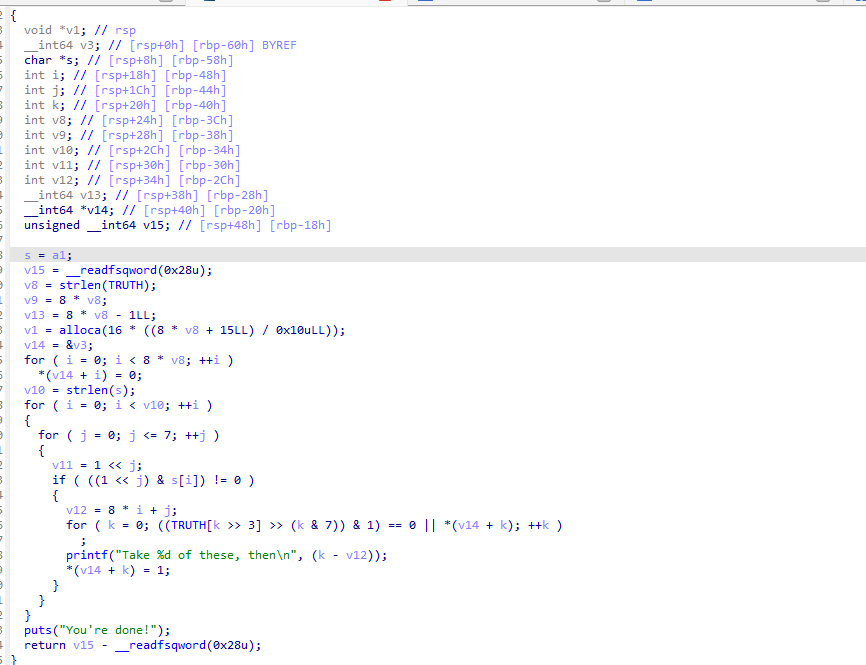 {
void *v1; // rsp
__int64 v3; // [rsp+0h] [rbp-60h] BYREF
char *s; // [rsp+8h] [rbp-58h]
int i; // [rsp+18h] [rbp-48h]
int j; // [rsp+1Ch] [rbp-44h]
int k; // [rsp+20h] [rbp-40h]
int v8; // [rsp+24h] [rbp-3Ch]
int v9; // [rsp+28h] [rbp-38h]
int v10; // [rsp+2Ch] [rbp-34h]
int v11; // [rsp+30h] [rbp-30h]
int v12; // [rsp+34h] [rbp-2Ch]
__int64 v13; // [rsp+38h] [rbp-28h]
__int64 *v14; // [rsp+40h] [rbp-20h]
unsigned __int64 v15; // [rsp+48h] [rbp-18h]
s = a1;
v15 = __readfsqword(0x28u);
v8 = strlen(TRUTH);
v9 = 8 * v8;
v13 = 8 * v8 - 1LL;
v1 = alloca(16 * ((8 * v8 + 15LL) / 0x10uLL));
v14 = &v3;
for ( i = 0; i < 8 * v8; ++i )
*(v14 + i) = 0;
v10 = strlen(s);
for ( i = 0; i < v10; ++i )
{
for ( j = 0; j <= 7; ++j )
{
v11 = 1 << j;
if ( ((1 << j) & s[i]) != 0 )
{
v12 = 8 * i + j;
for ( k = 0; ((TRUTH[k >> 3] >> (k & 7)) & 1) == 0 || *(v14 + k); ++k )
;
printf("Take %d of these, then\n", (k - v12));
*(v14 + k) = 1;
}
}
}
puts("You're done!");
return v15 - __readfsqword(0x28u);
}